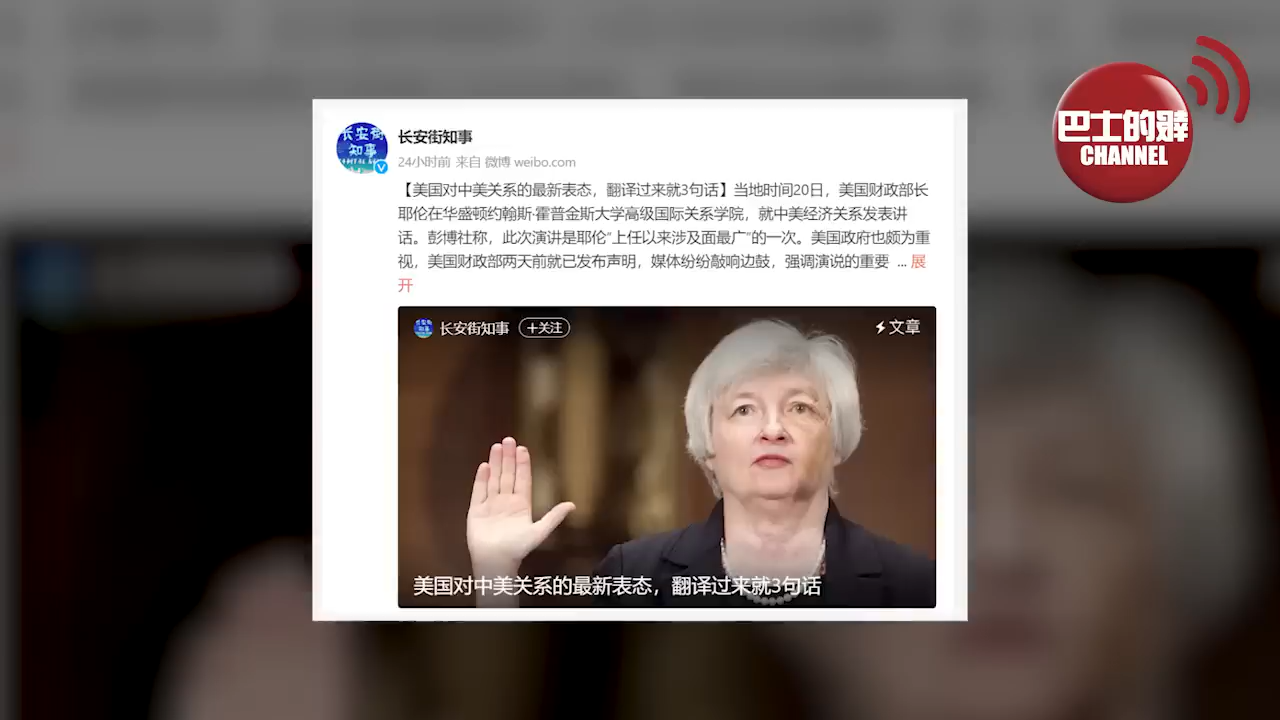 长安街知事
24小时前 来自 微博 weibo.com
【美国对中美关系的最新表态，翻译过来就3句话】当地时间20日，美国财政部长
耶伦在华盛顿约翰斯·霍普金斯大学高级国际关系学院，就中美经济关系发表讲
话。彭博社称，此次演讲是耶伦“上任以来涉及面最广”的一次。美国政府也颇为重
视，美国财政部两天前就已发布声明，媒体纷纷敲响边鼓，强调演说的重要 ... 展
开
长安街知事 +关注
文章
美国对中美关系的最新表态，翻译过来就3句话
巴士的報
CHANNEL